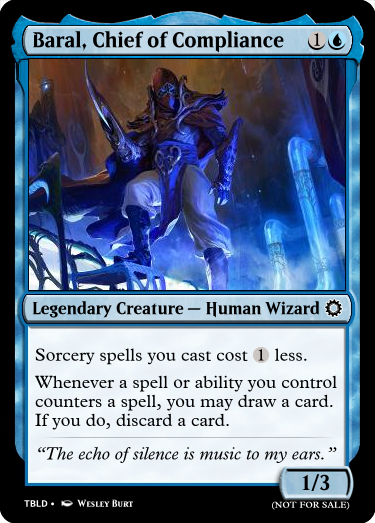 Baral, Chief of Compliance 1
Legendary Creature — Human Wizard
Sorcery spells you cast cost 1 less.
Whenever a spell or ability you control
counters a spell, you may draw a card.
If you do, discard a card.
“The echo of silence is music to my ears.”
1/3
TBLD • Wesley Burt
(NOT FOR SALE)